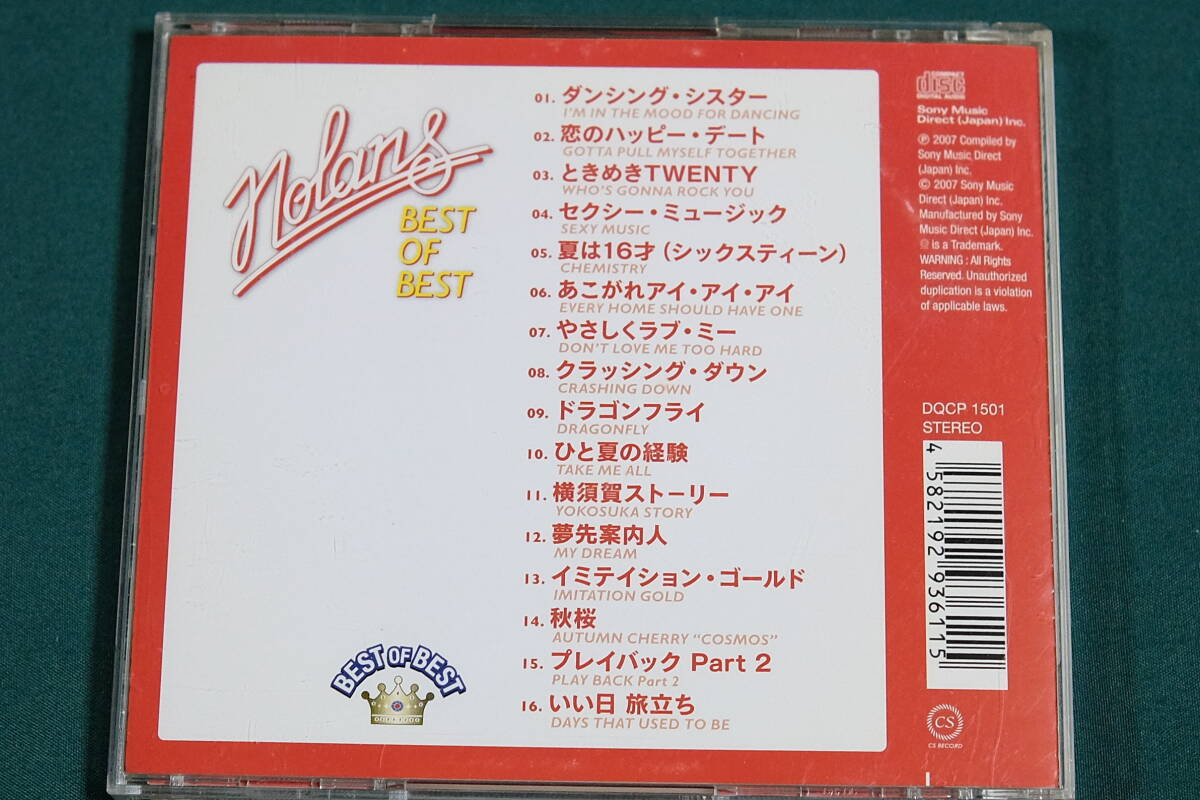 Nolans
BEST
OF
BEST
01. ダンシング・シスター
I'M IN THE MOOD FOR DANCING
02. 恋のハッピー・デート
GOTTA PULL MYSELF TOGETHER
03. ときめきTWENTY
WHO'S GONNA ROCK YOU
04. セクシー・ミュージック
SEXY MUSIC
05. 夏は16才（シックスティーン）
CHEMISTRY
06. あこがれアイ・アイ・アイ
EVERY HOME SHOULD HAVE ONE
07. やさしくラブ・ミー
DON'T LOVE ME TOO HARD
08. クラッシング・ダウン
CRASHING DOWN
09. ドラゴンフライ
DRAGONFLY
10. ひと夏の経験
TAKE ME ALL
11. 横須賀ストーリー
YOKOSUKA STORY
12. 夢先案内人
MY DREAM
13. イミテイション・ゴールド
IMITATION GOLD
14. 秋桜
AUTUMN CHERRY "COSMOS"
15. プレイバック Part 2
PLAY BACK Part 2
16. いい日 旅立ち
DAYS THAT USED TO BE
BEST OF BEST
COMPACT
disc
DIGITAL AUDIO
Sony Music
Direct (Japan) Inc.
℗ 2007 Compiled by
Sony Music Direct
(Japan) Inc.
© 2007 Sony Music
Direct (Japan) Inc.
Manufactured by Sony
Music Direct (Japan) Inc.
is a Trademark.
WARNING : All Rights
Reserved. Unauthorized
duplication is a violation
of applicable laws.
DQCP 1501
STEREO
4 582192 936115
CS
CS RECORD